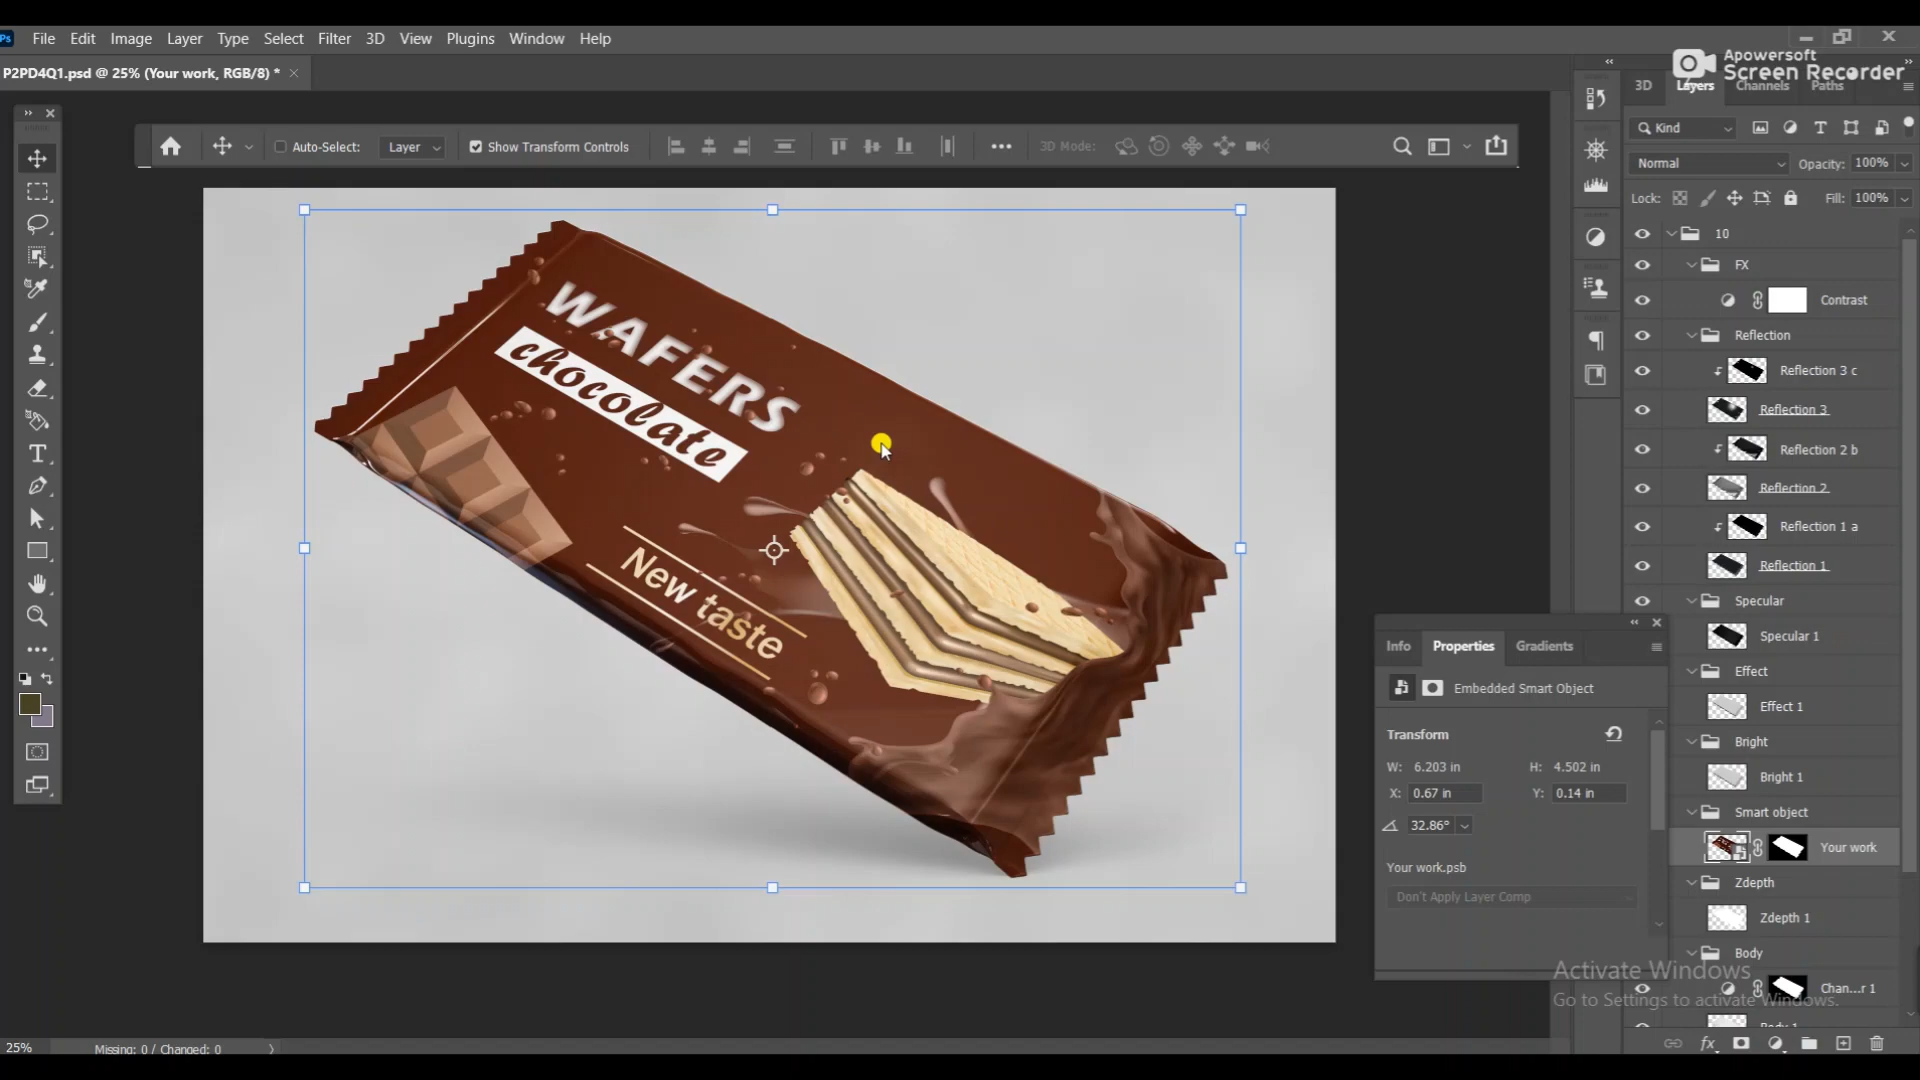 Ps File Edit Image Layer Type Select Filter 3D View Plugins Window Help
Apowersoft
Screen Recorder
P2PD4Q1.psd @ 25% (Your work, RGB/8) *
3D Layers Channels Paths
Auto-Select: Layer Show Transform Controls 3D Mode:
Kind
Normal Opacity: 100%
Lock: Fill: 100%
10
FX
Contrast
Reflection
Reflection 3 c
Reflection 3
Reflection 2 b
Reflection 2
Reflection 1 a
Reflection 1
Specular
Specular 1
Effect
Effect 1
Bright
Bright 1
Smart object
Your work
Zdepth
Zdepth 1
Body
Chan...r 1
Body 1
WAFERS
chocolate
New taste
Info Properties Gradients
Embedded Smart Object
Transform
W: 6.203 in H: 4.502 in
X: 0.67 in Y: 0.14 in
32.86°
Your work.psb
Don't Apply Layer Comp
Activate Windows
Go to Settings to activate Windows.
25% Missing: 0 / Changed: 0
fx